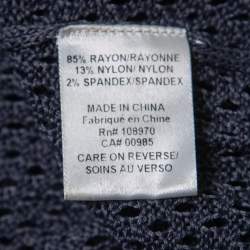 85% RAYON/RAYONNE
13% NYLON/ NYLON
2% SPANDEX/SPANDEX
MADE IN CHINA
Fabriqué en Chine
Rn# 108970
CA# 00985
CARE ON REVERSE/
SOINS AU VERSO